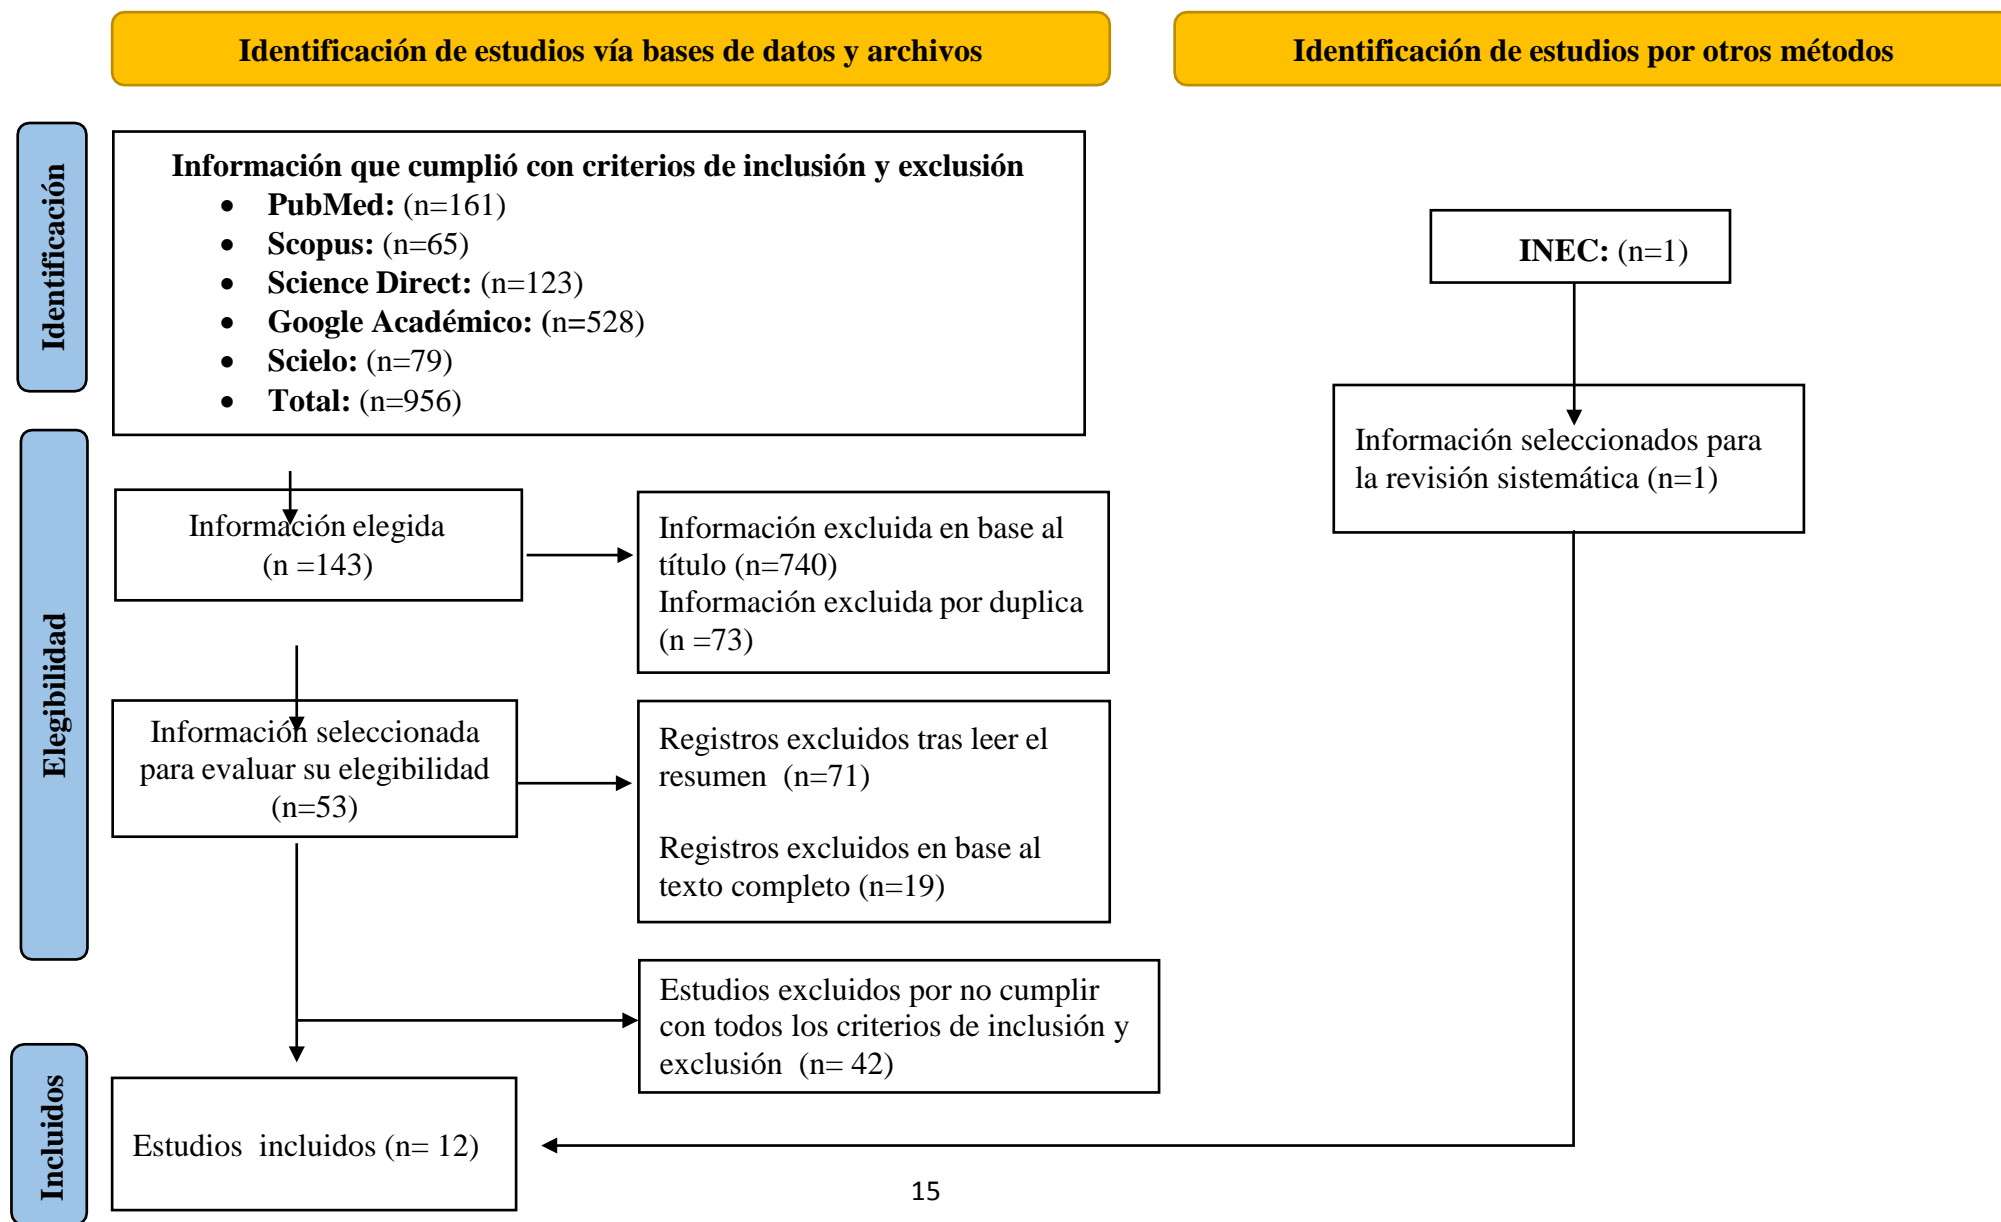 Identificación de estudios vía bases de datos y archivos
Identificación de estudios por otros métodos
Identificación
Información que cumplió con criterios de inclusión y exclusión
• PubMed: (n=161)
• Scopus: (n=65)
• Science Direct: (n=123)
• Google Académico: (n=528)
• Scielo: (n=79)
• Total: (n=956)
INEC: (n=1)
Información seleccionados para
la revisión sistemática (n=1)
Elegibilidad
Información elegida
(n =143)
Información excluida en base al
título (n=740)
Información excluida por duplica
(n =73)
Información seleccionada
para evaluar su elegibilidad
(n=53)
Registros excluidos tras leer el
resumen (n=71)
Registros excluidos en base al
texto completo (n=19)
Estudios excluidos por no cumplir
con todos los criterios de inclusión y
exclusión (n= 42)
Incluidos
Estudios incluidos (n= 12)
15